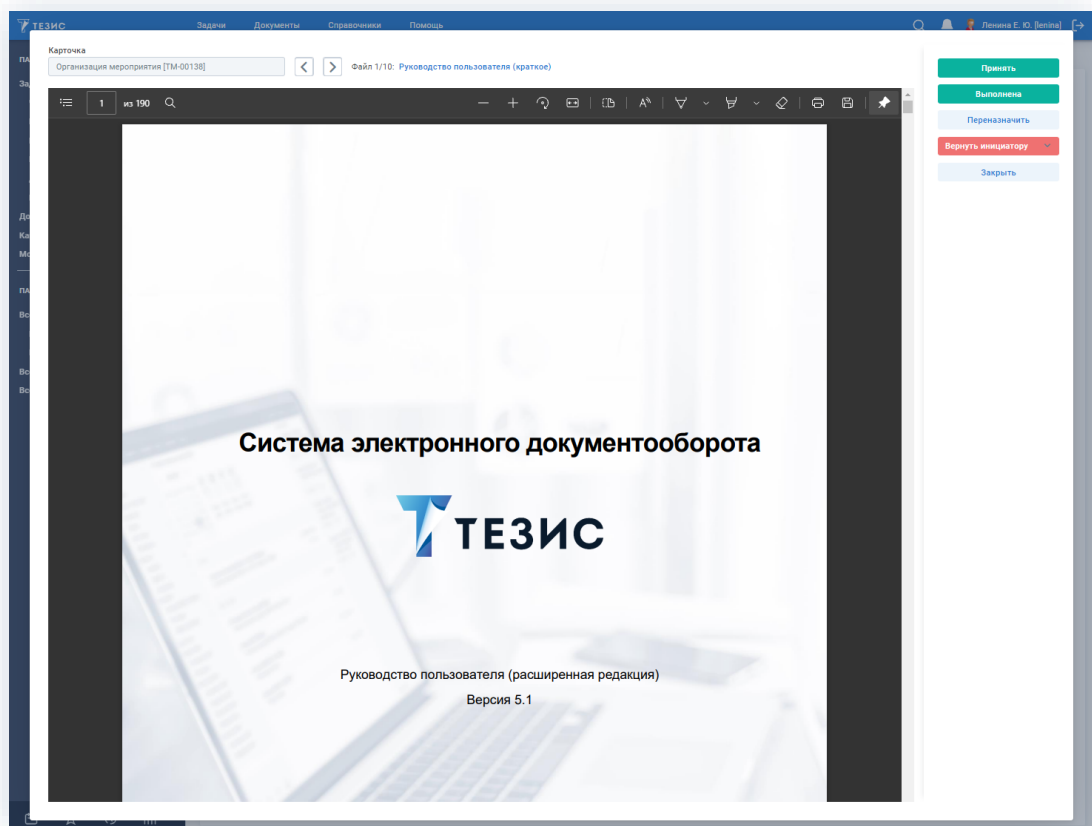 ТЕЗИС
Задачи Документы Справочники Помощь
Ленина Е. Ю. [lenina]
Карточка
Организация мероприятия [ТМ-00138]
Файл 1/10: Руководство пользователя (краткое)
1 из 190
Принять
Выполнена
Переназначить
Вернуть инициатору
Закрыть
Система электронного документооборота
ТЕЗИС
Руководство пользователя (расширенная редакция)
Версия 5.1